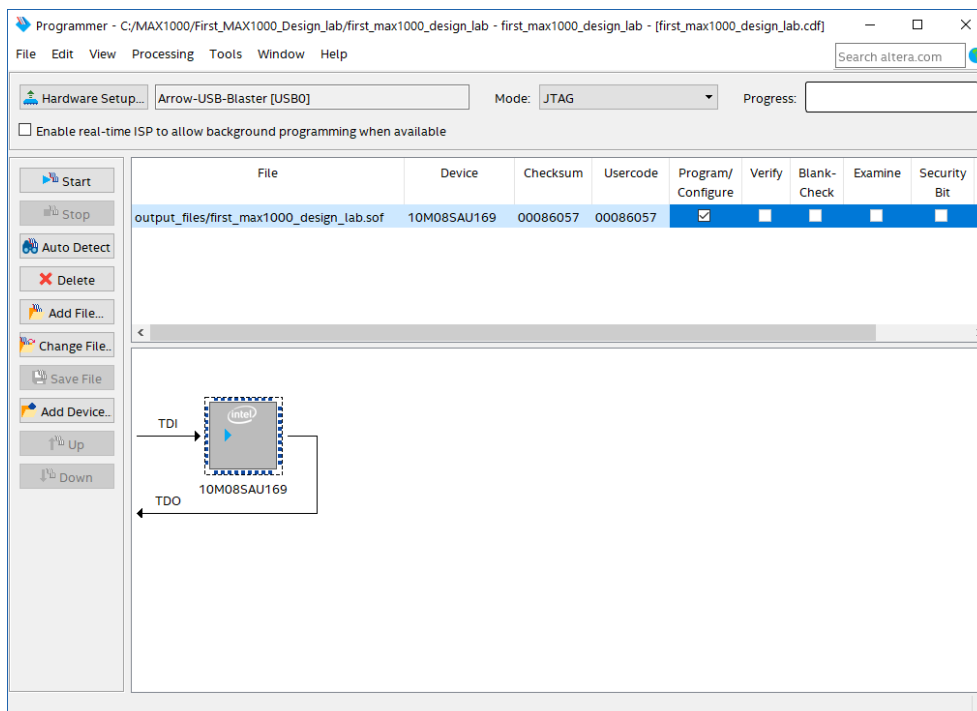 Programmer - C:/MAX1000/First_MAX1000_Design_lab/first_max1000_design_lab - first_max1000_design_lab - [first_max1000_design_lab.cdf]
File Edit View Processing Tools Window Help
Search altera.com
Hardware Setup... Arrow-USB-Blaster [USB0] Mode: JTAG Progress:
Enable real-time ISP to allow background programming when available
File Device Checksum Usercode Program/ Configure Verify Blank- Check Examine Security Bit
output_files/first_max1000_design_lab.sof 10M08SAU169 00086057 00086057
Start
Stop
Auto Detect
Delete
Add File...
Change File..
Save File
Add Device..
Up
Down
intel
TDI
10M08SAU169
TDO